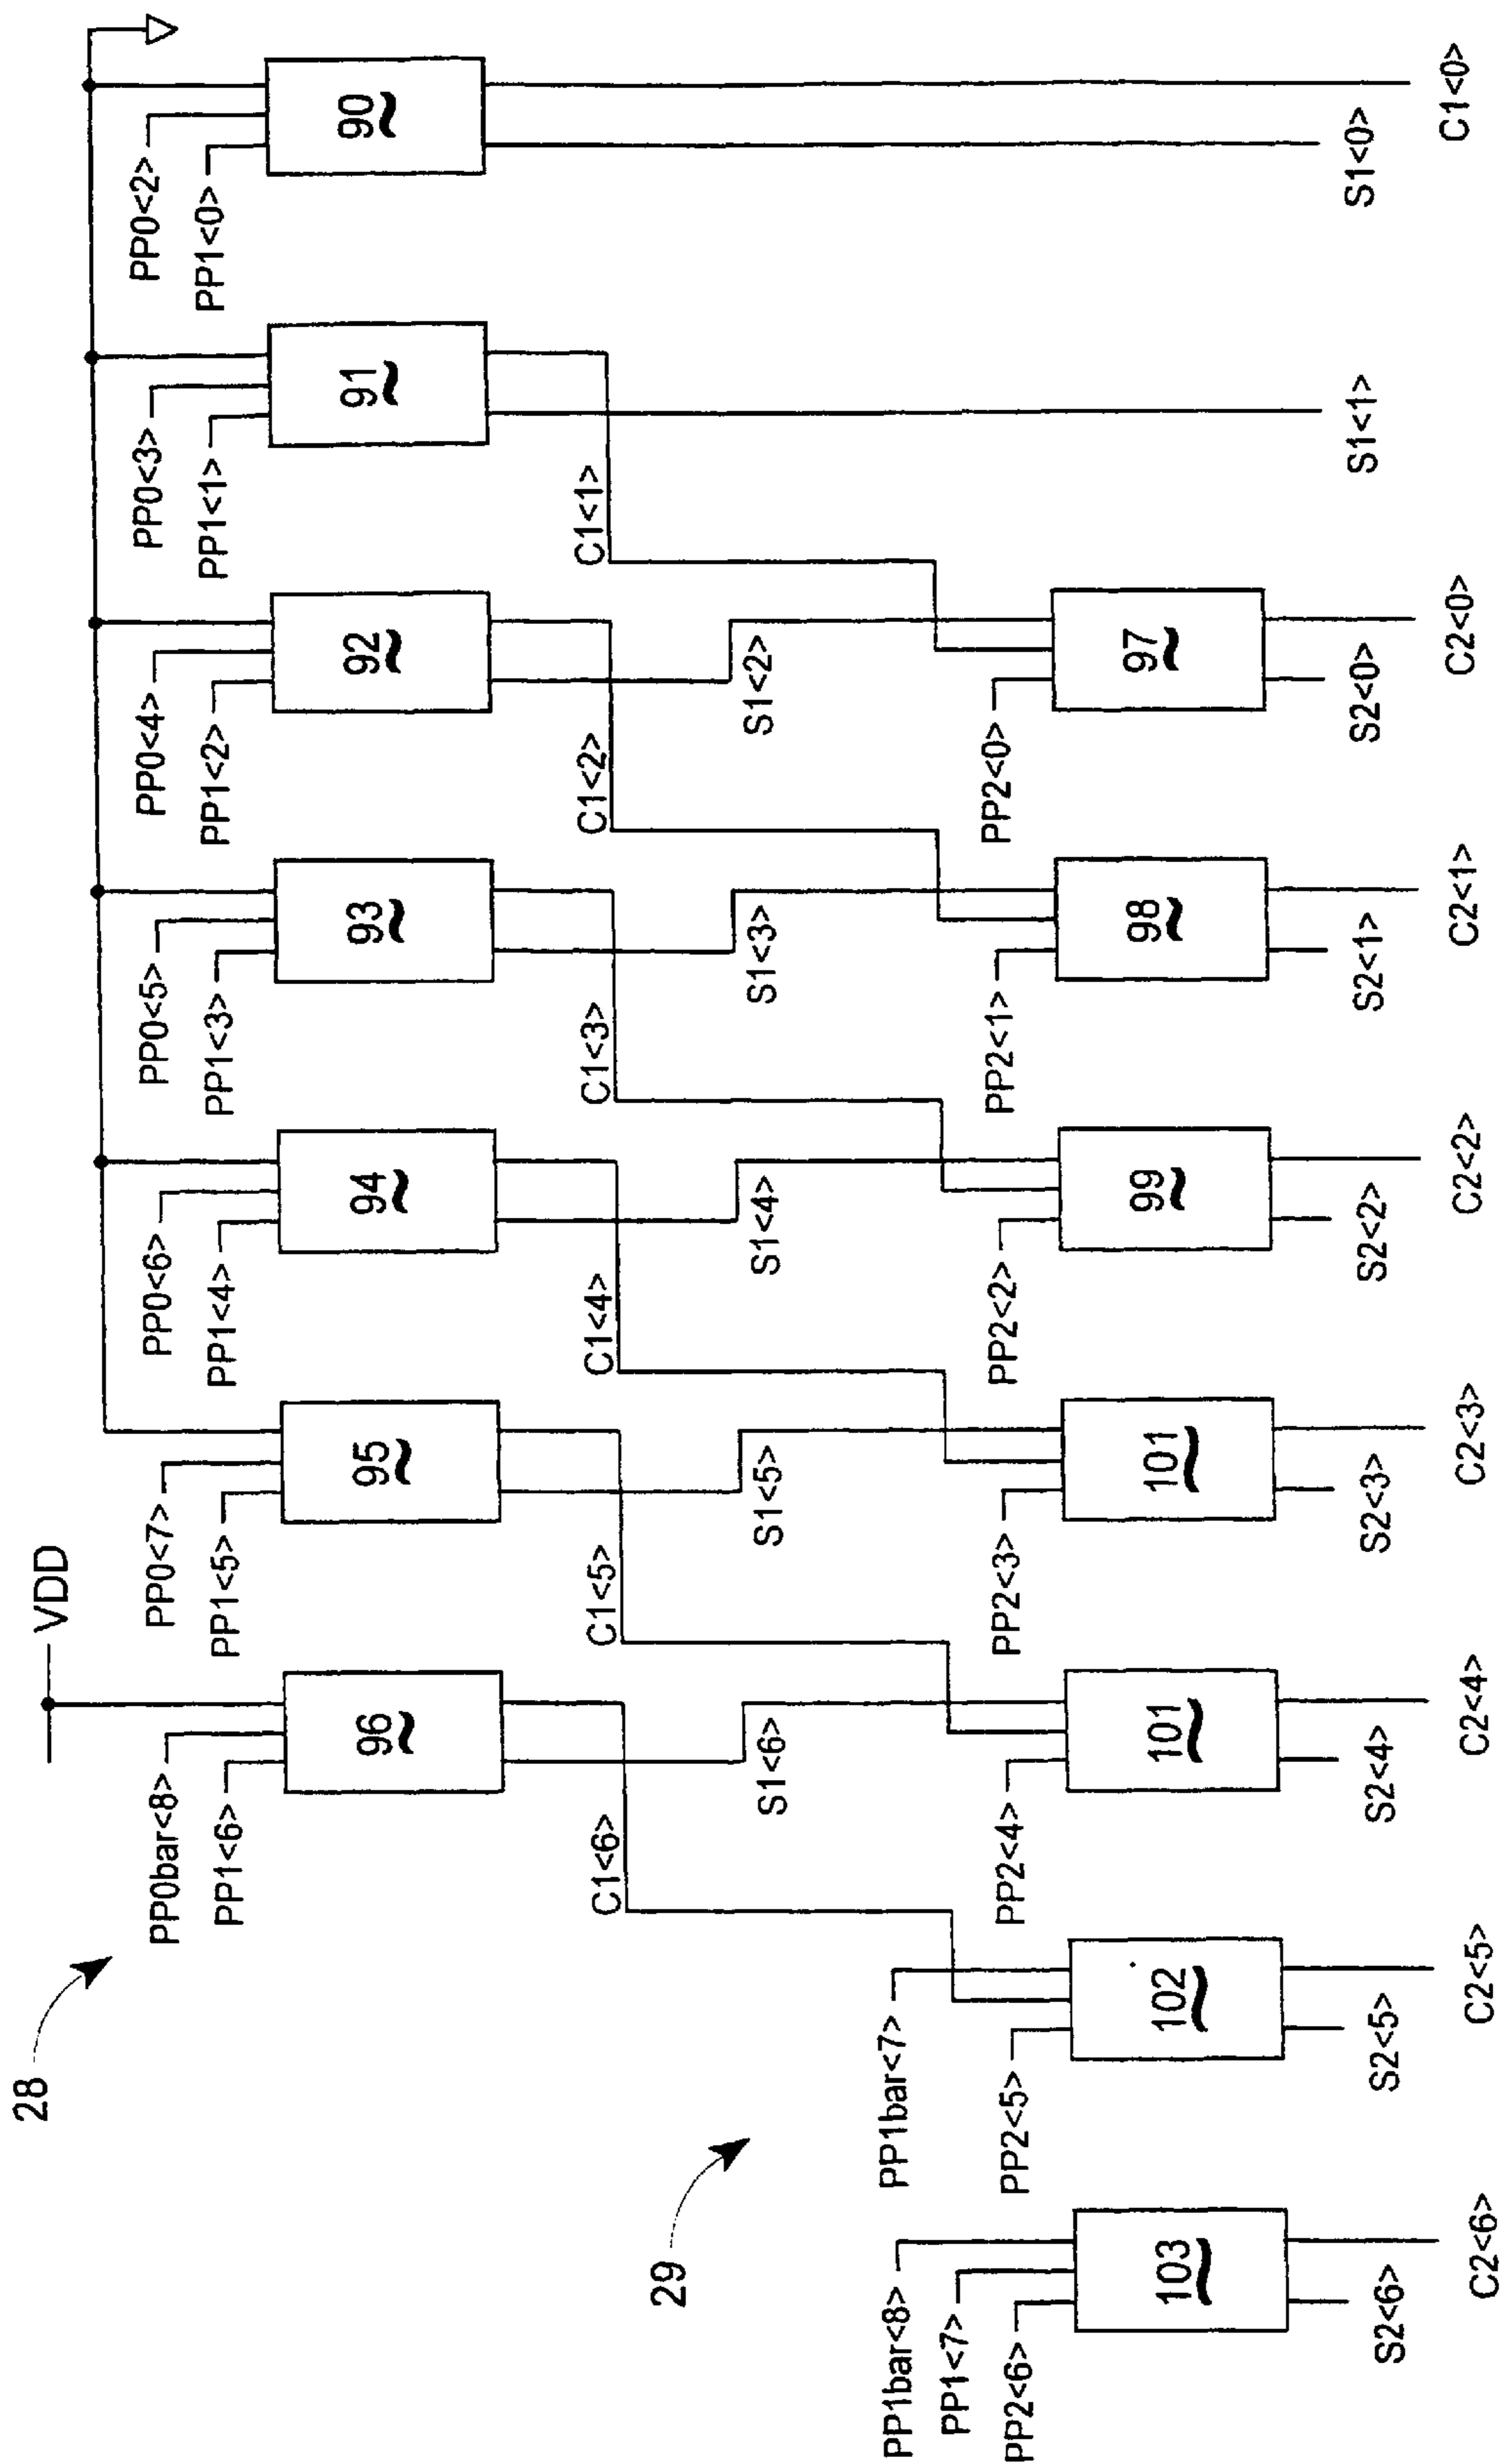 28
VDD
PP0bar<8>
PP0<7>
PP0<6>
PP0<5>
PP0<4>
PP0<3>
PP0<2>
PP1<6>
PP1<5>
PP1<4>
PP1<3>
PP1<2>
PP1<1>
PP1<0>
96
95
94
93
92
91
90
C1<6>
C1<5>
C1<4>
C1<3>
C1<2>
C1<1>
29
S1<6>
S1<5>
S1<4>
S1<3>
S1<2>
PP1bar<8>
PP1bar<7>
PP1<7>
PP2<6>
PP2<5>
PP2<4>
PP2<3>
PP2<2>
PP2<1>
PP2<0>
103
102
101
101
99
98
97
S2<6>
S2<5>
S2<4>
S2<3>
S2<2>
S2<1>
S2<0>
S1<1>
S1<0>
C2<6>
C2<5>
C2<4>
C2<3>
C2<2>
C2<1>
C2<0>
C1<0>